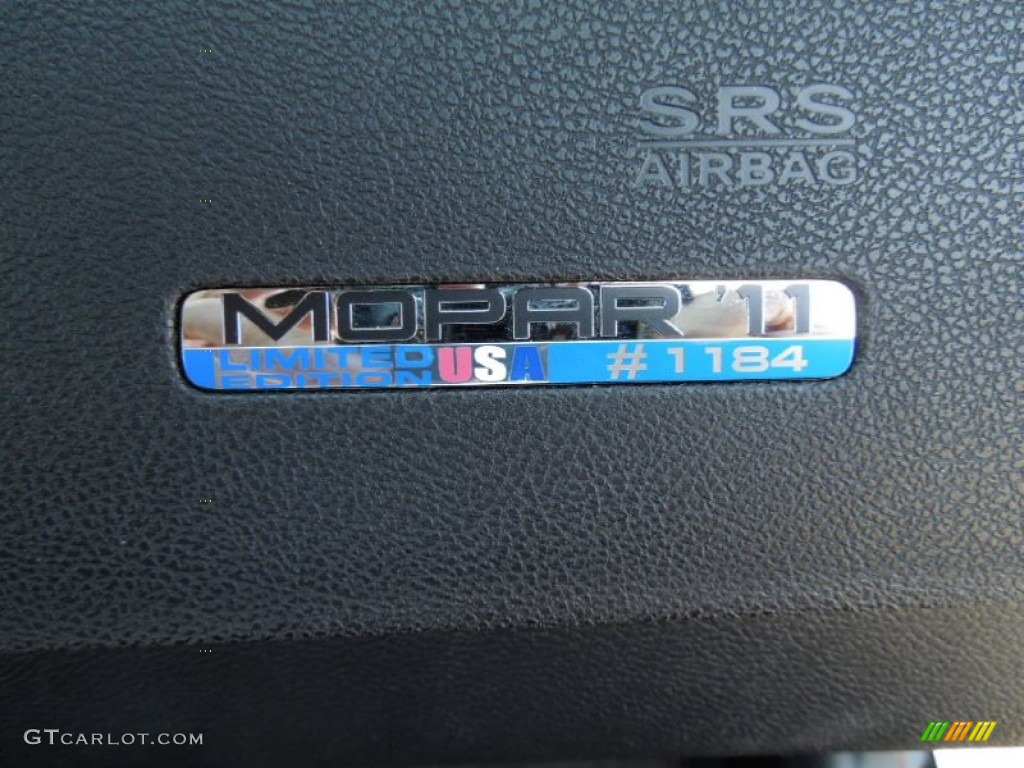 SRS
AIRBAG
MOPAR '11
LIMITED
EDITION USA # 1184
GTCARLOT.COM